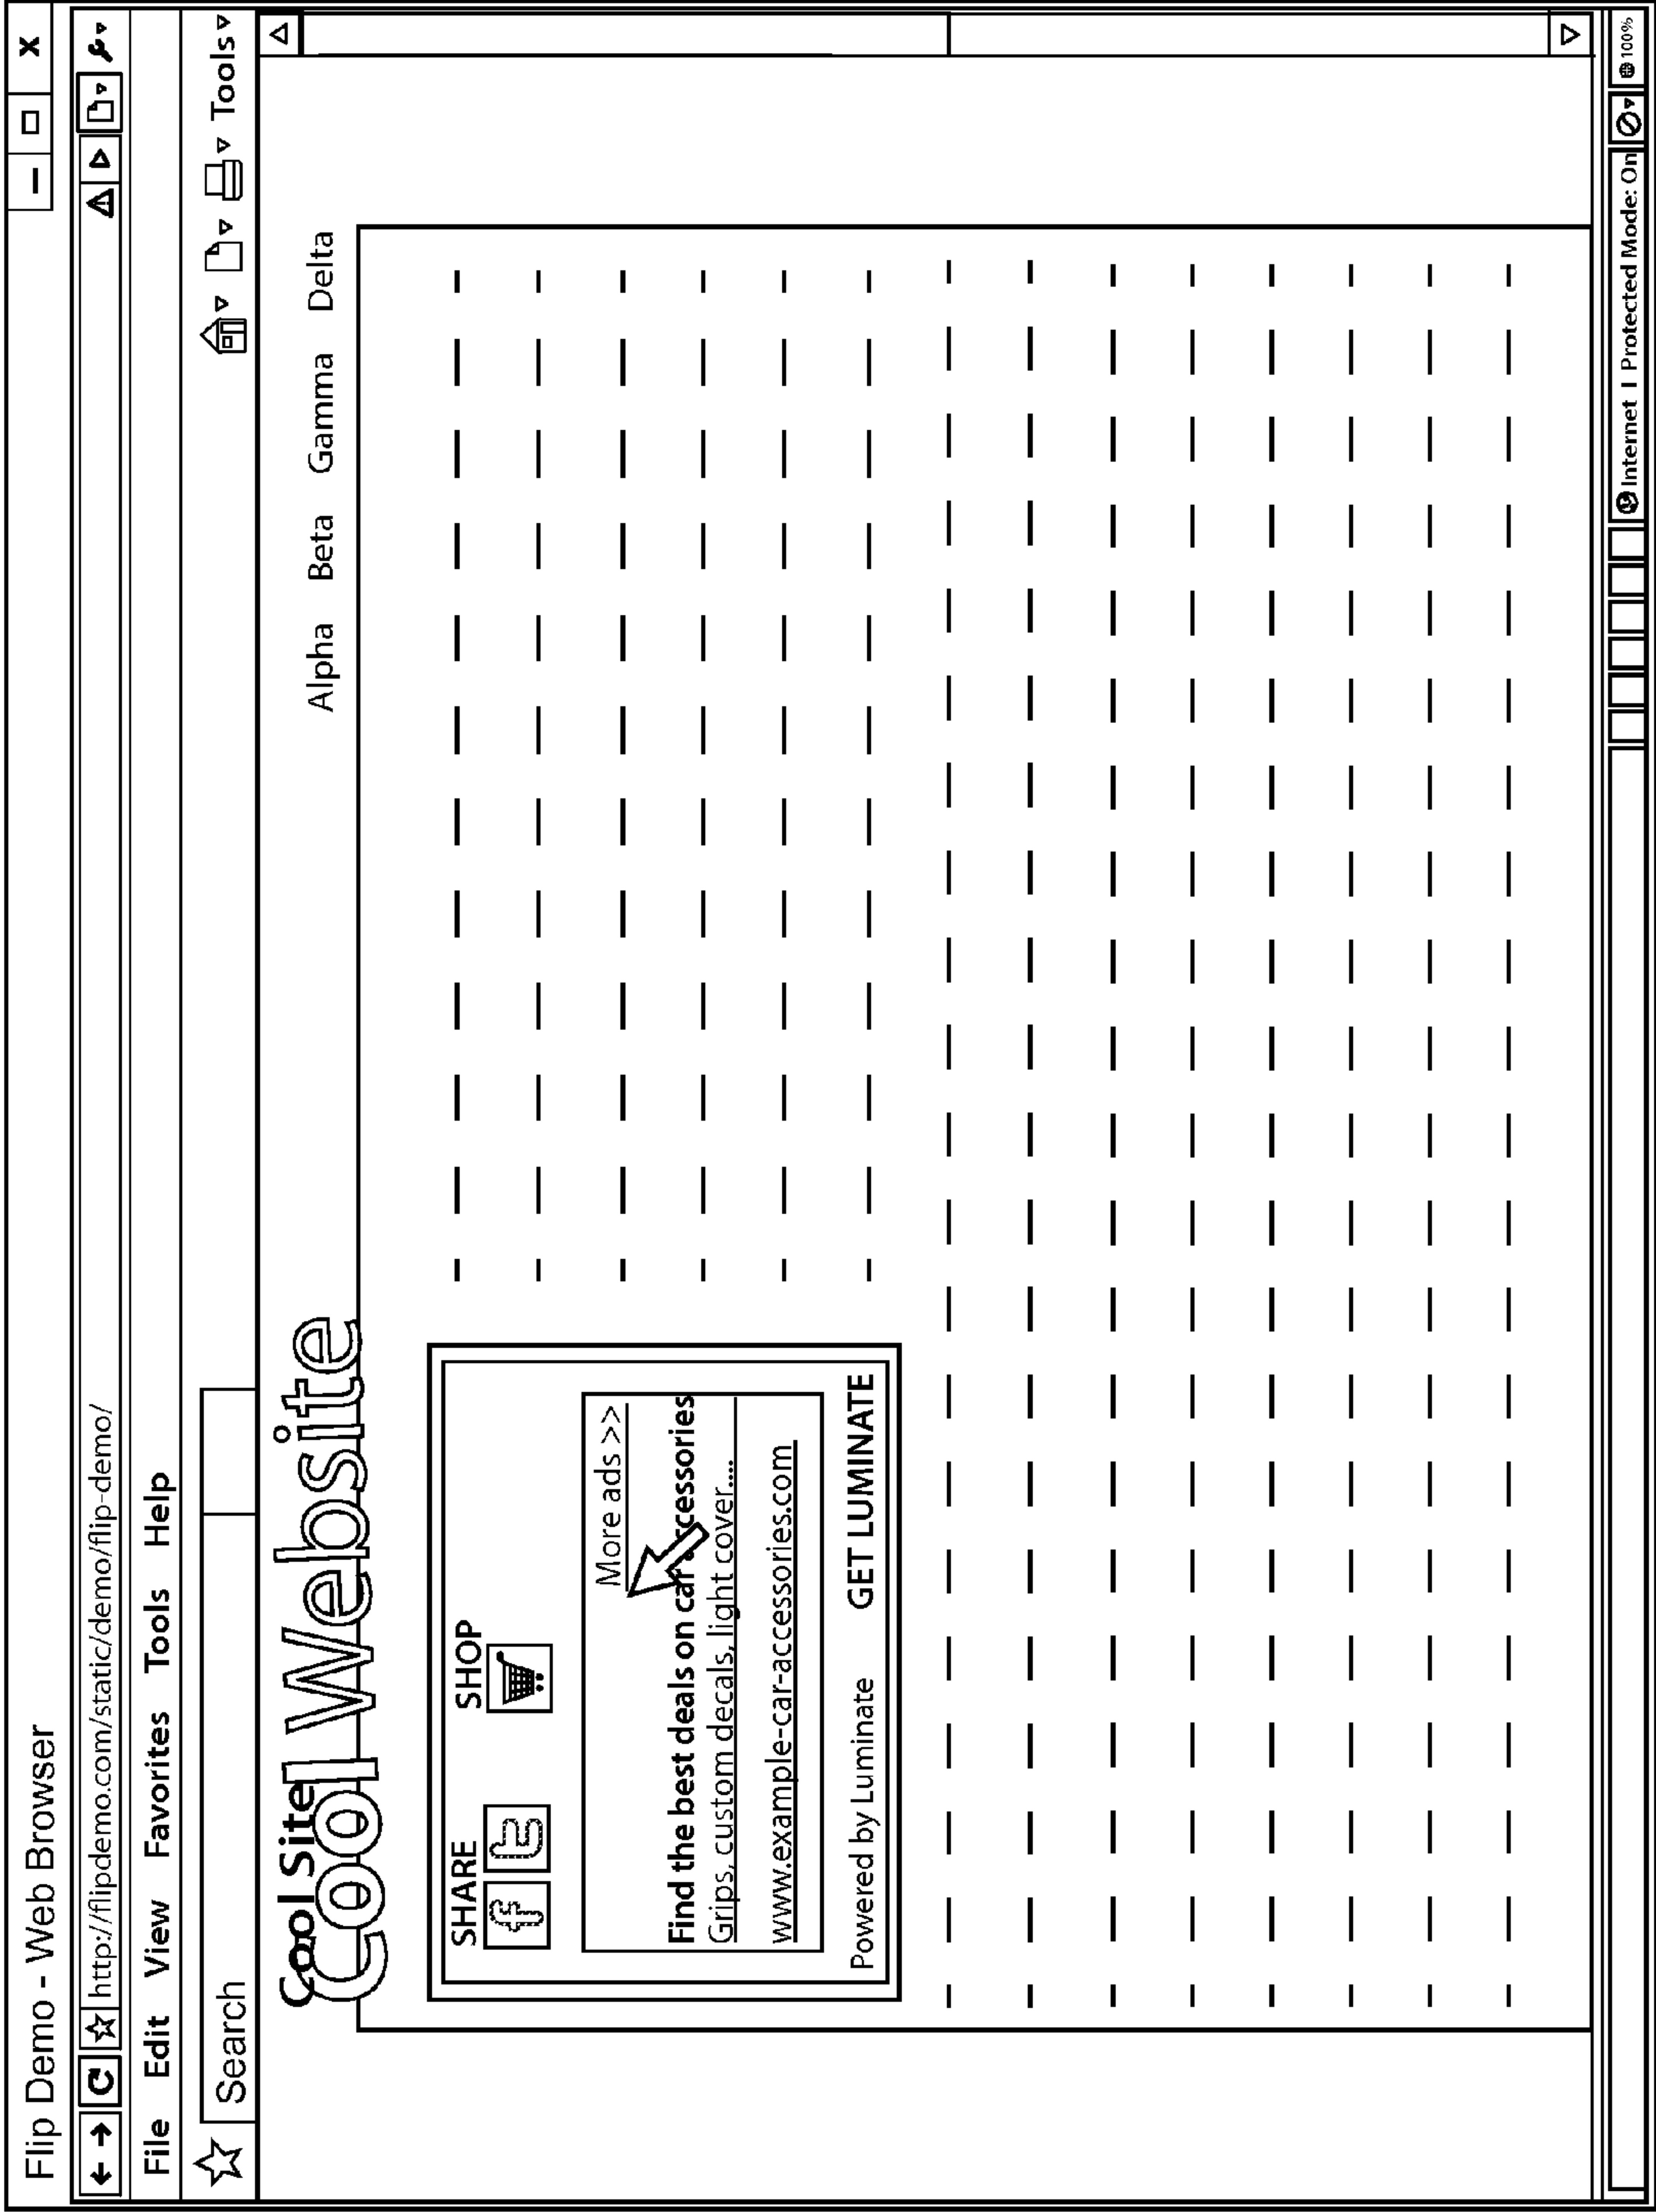 Flip Demo - Web Browser
http://flipdemo.com/static/demo/flip-demo/
File Edit View Favorites Tools Help
Search
Tools
Cool Site
Cool Website
Alpha Beta Gamma Delta
SHARE SHOP
f t
More ads >>
Find the best deals on car accessories
Grips, custom decals, light cover....
www.example-car-accessories.com
Powered by Luminate GET LUMINATE
Internet | Protected Mode: On
100%